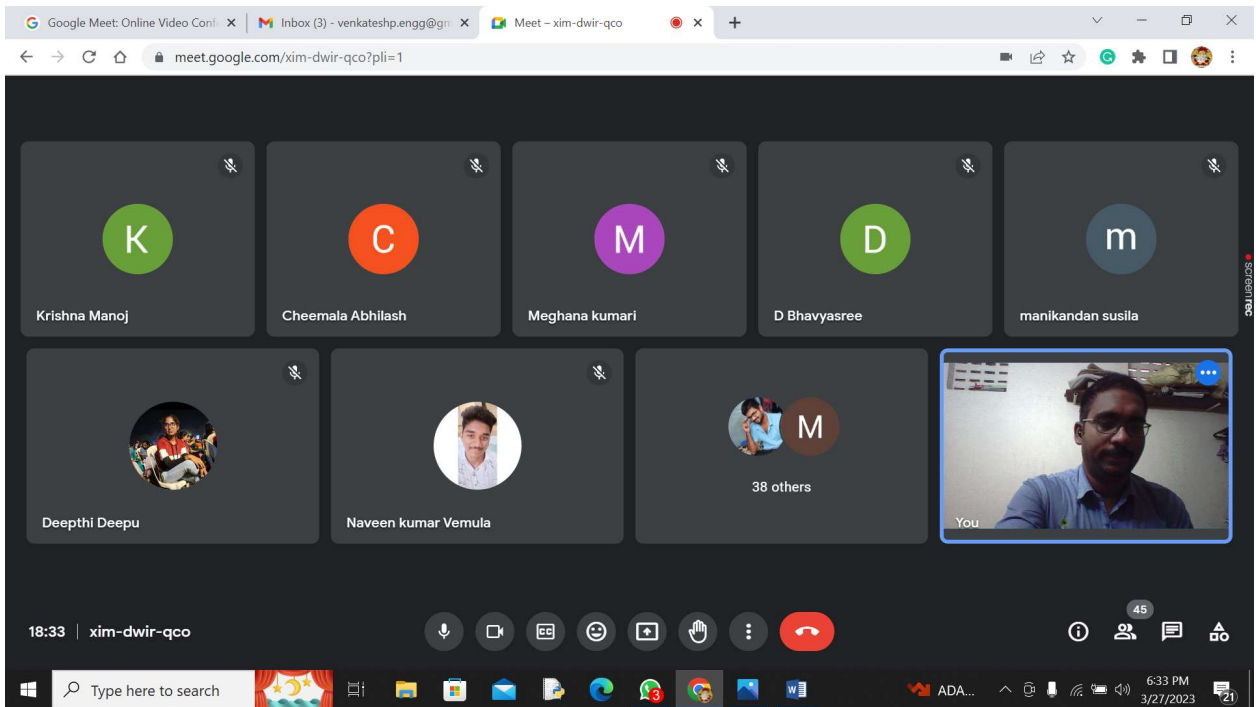 Google Meet: Online Video Conf
Inbox (3) - venkateshp.engg@gm
Meet – xim-dwir-qco
meet.google.com/xim-dwir-qco?pli=1
K
C
M
D
m
Krishna Manoj
Cheemala Abhilash
Meghana kumari
D Bhavyasree
manikandan susila
screenrec
M
38 others
Deepthi Deepu
Naveen kumar Vemula
You
45
18:33 | xim-dwir-qco
CC
Type here to search
3
W
ADA...
6:33 PM
3/27/2023
21